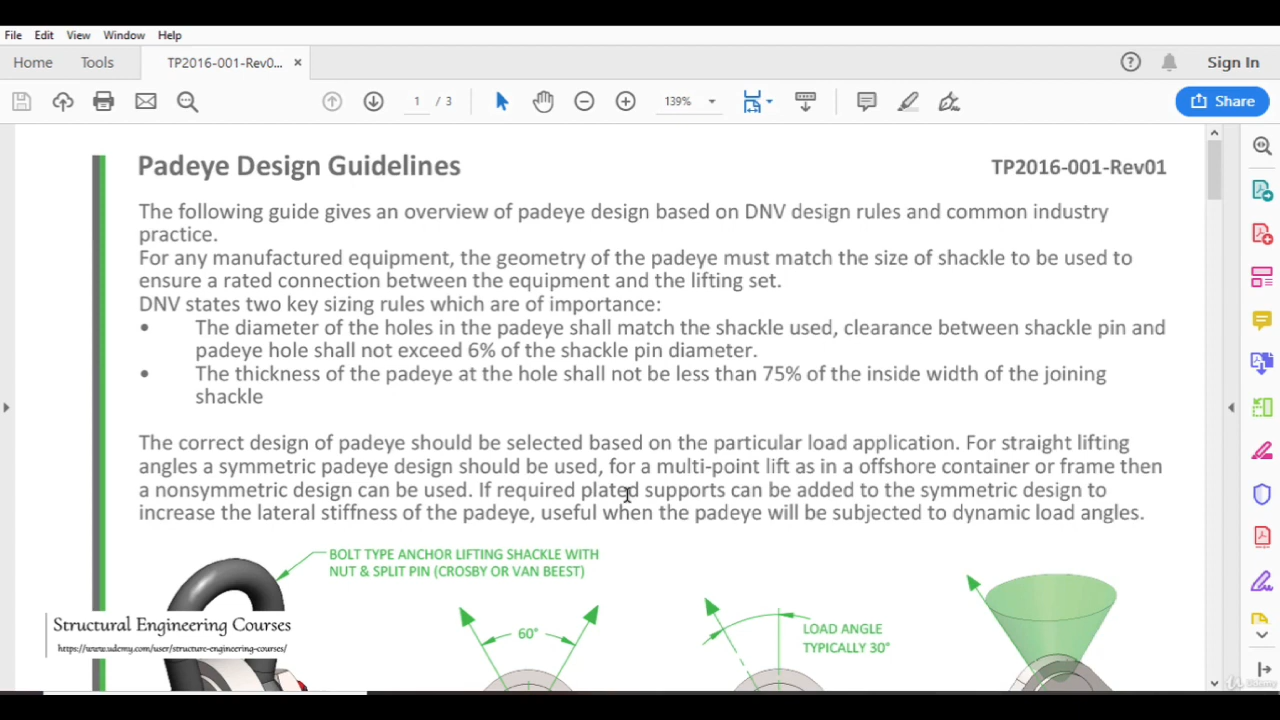 File Edit View Window Help
Home Tools TP2016-001-Rev0... × Sign In
1 / 3 139% Share
Padeye Design Guidelines TP2016-001-Rev01
The following guide gives an overview of padeye design based on DNV design rules and common industry
practice.
For any manufactured equipment, the geometry of the padeye must match the size of shackle to be used to
ensure a rated connection between the equipment and the lifting set.
DNV states two key sizing rules which are of importance:
• The diameter of the holes in the padeye shall match the shackle used, clearance between shackle pin and
padeye hole shall not exceed 6% of the shackle pin diameter.
• The thickness of the padeye at the hole shall not be less than 75% of the inside width of the joining
shackle
The correct design of padeye should be selected based on the particular load application. For straight lifting
angles a symmetric padeye design should be used, for a multi-point lift as in a offshore container or frame then
a nonsymmetric design can be used. If required plated supports can be added to the symmetric design to
increase the lateral stiffness of the padeye, useful when the padeye will be subjected to dynamic load angles.
BOLT TYPE ANCHOR LIFTING SHACKLE WITH
NUT & SPLIT PIN (CROSBY OR VAN BEEST)
60°
LOAD ANGLE
TYPICALLY 30°
Structural Engineering Courses
https://www.udemy.com/user/structure-engineering-courses/
Udemy